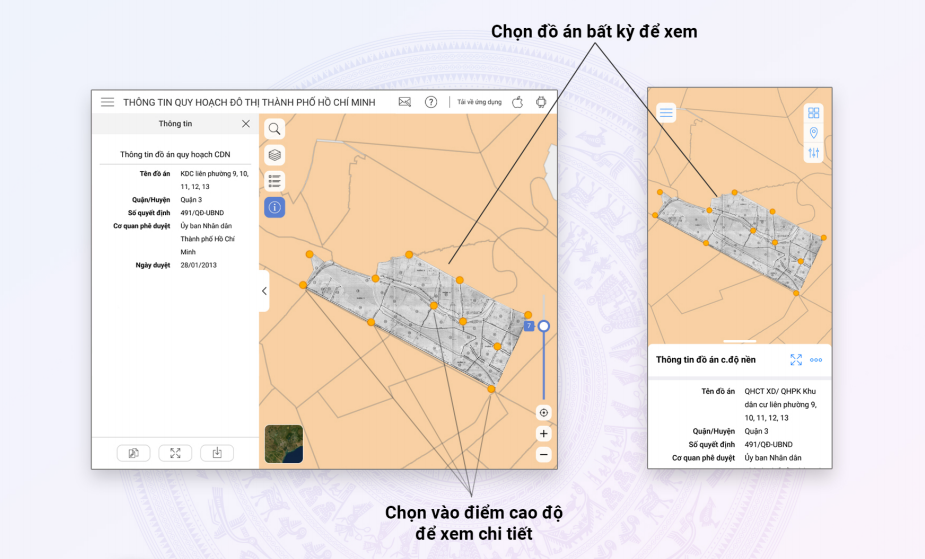 Chọn đồ án bất kỳ để xem
THÔNG TIN QUY HOẠCH ĐÔ THỊ THÀNH PHỐ HỒ CHÍ MINH
Tải về ứng dụng
Thông tin
Thông tin đồ án quy hoạch CDN
Tên đồ án KDC liên phường 9, 10,
11, 12, 13
Quận/Huyện Quận 3
Số quyết định 491/QĐ-UBND
Cơ quan phê duyệt Ủy ban Nhân dân
Thành phố Hồ Chí
Minh
Ngày duyệt 28/01/2013
7
Thông tin đồ án c.độ nền
Tên đồ án QHCT XD/ QHPK Khu
dân cư liên phường 9,
10, 11, 12, 13
Quận/Huyện Quận 3
Số quyết định 491/QĐ-UBND
Cơ quan phê duyệt Ủy ban Nhân dân
Chọn vào điểm cao độ
để xem chi tiết